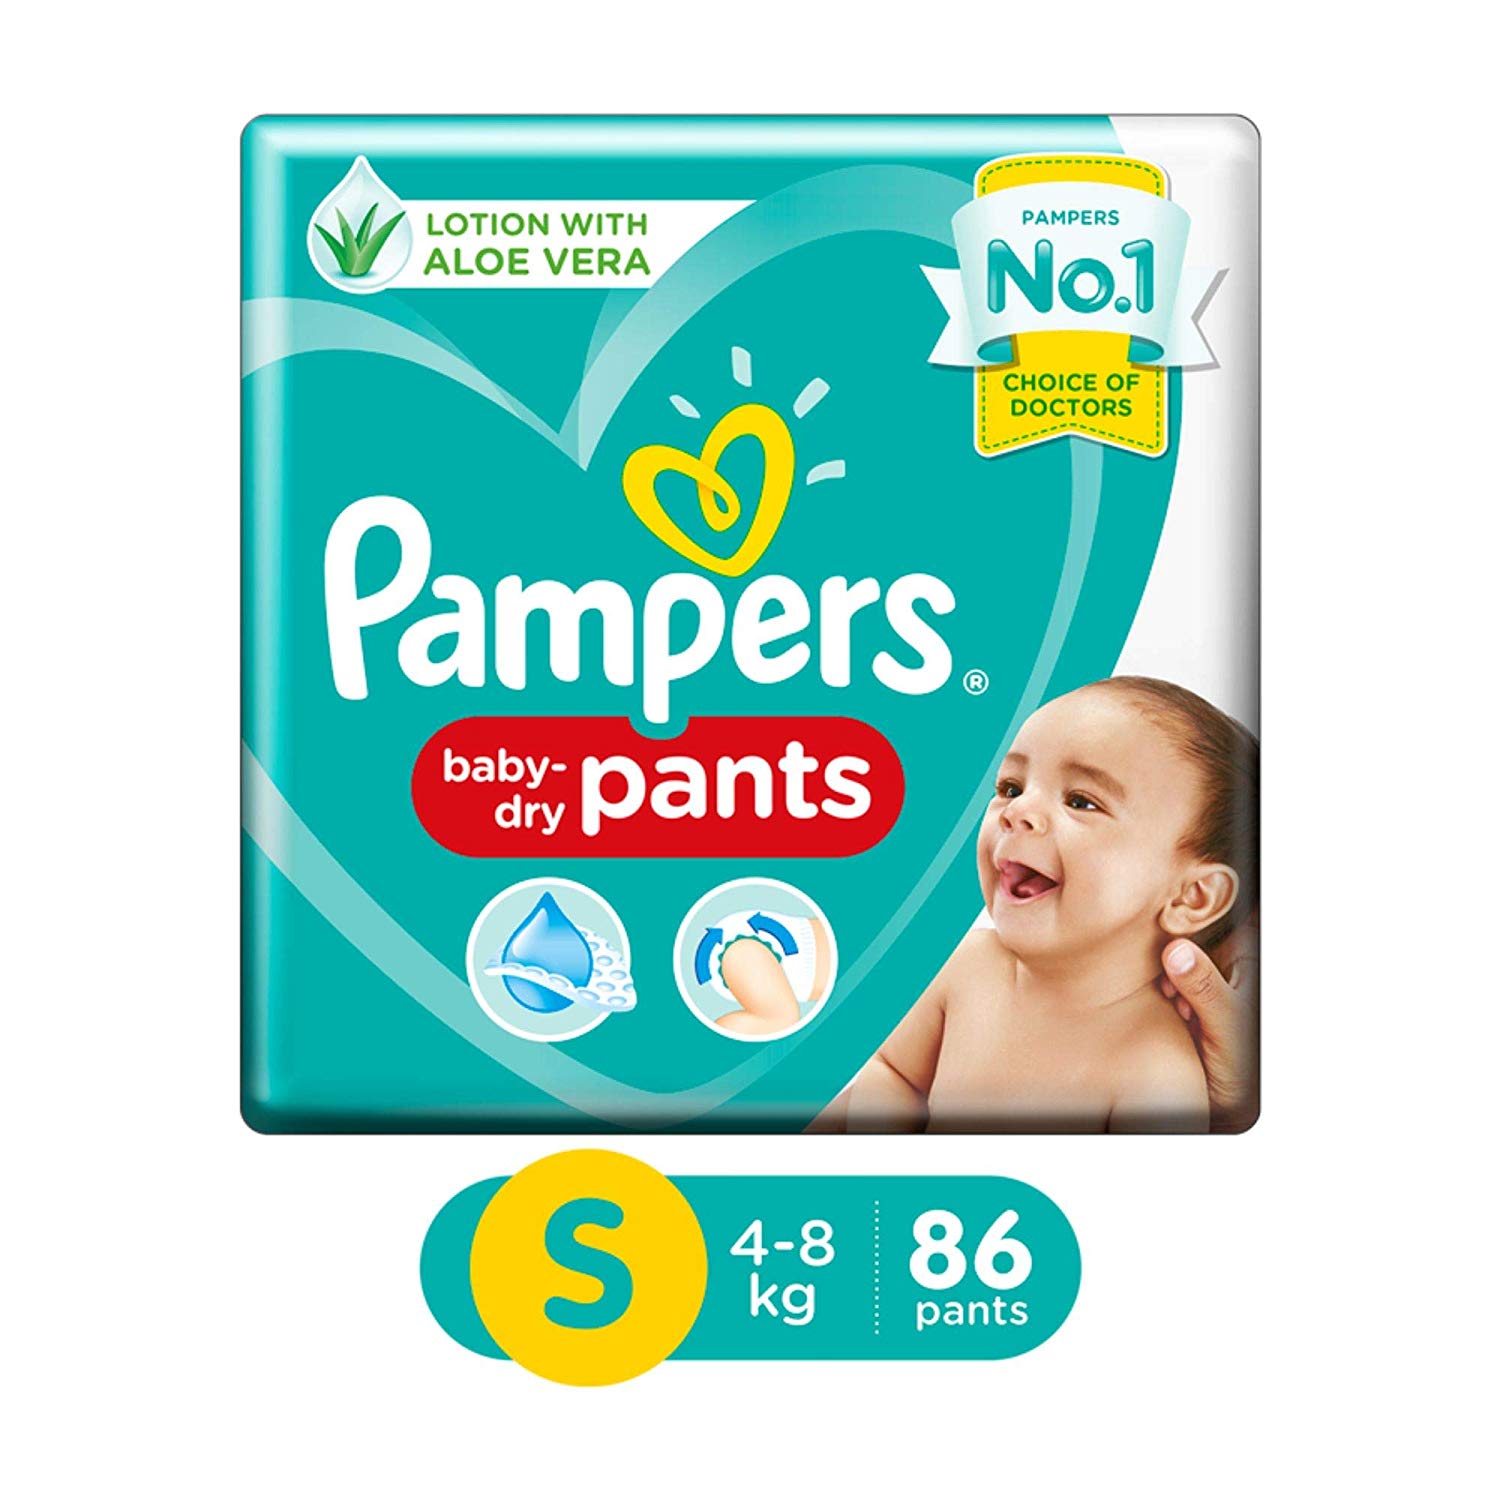 LOTION WITH
ALOE VERA
PAMPERS
No.1
CHOICE OF
DOCTORS
Pampers®
baby-
dry pants
S
4-8
kg
86
pants